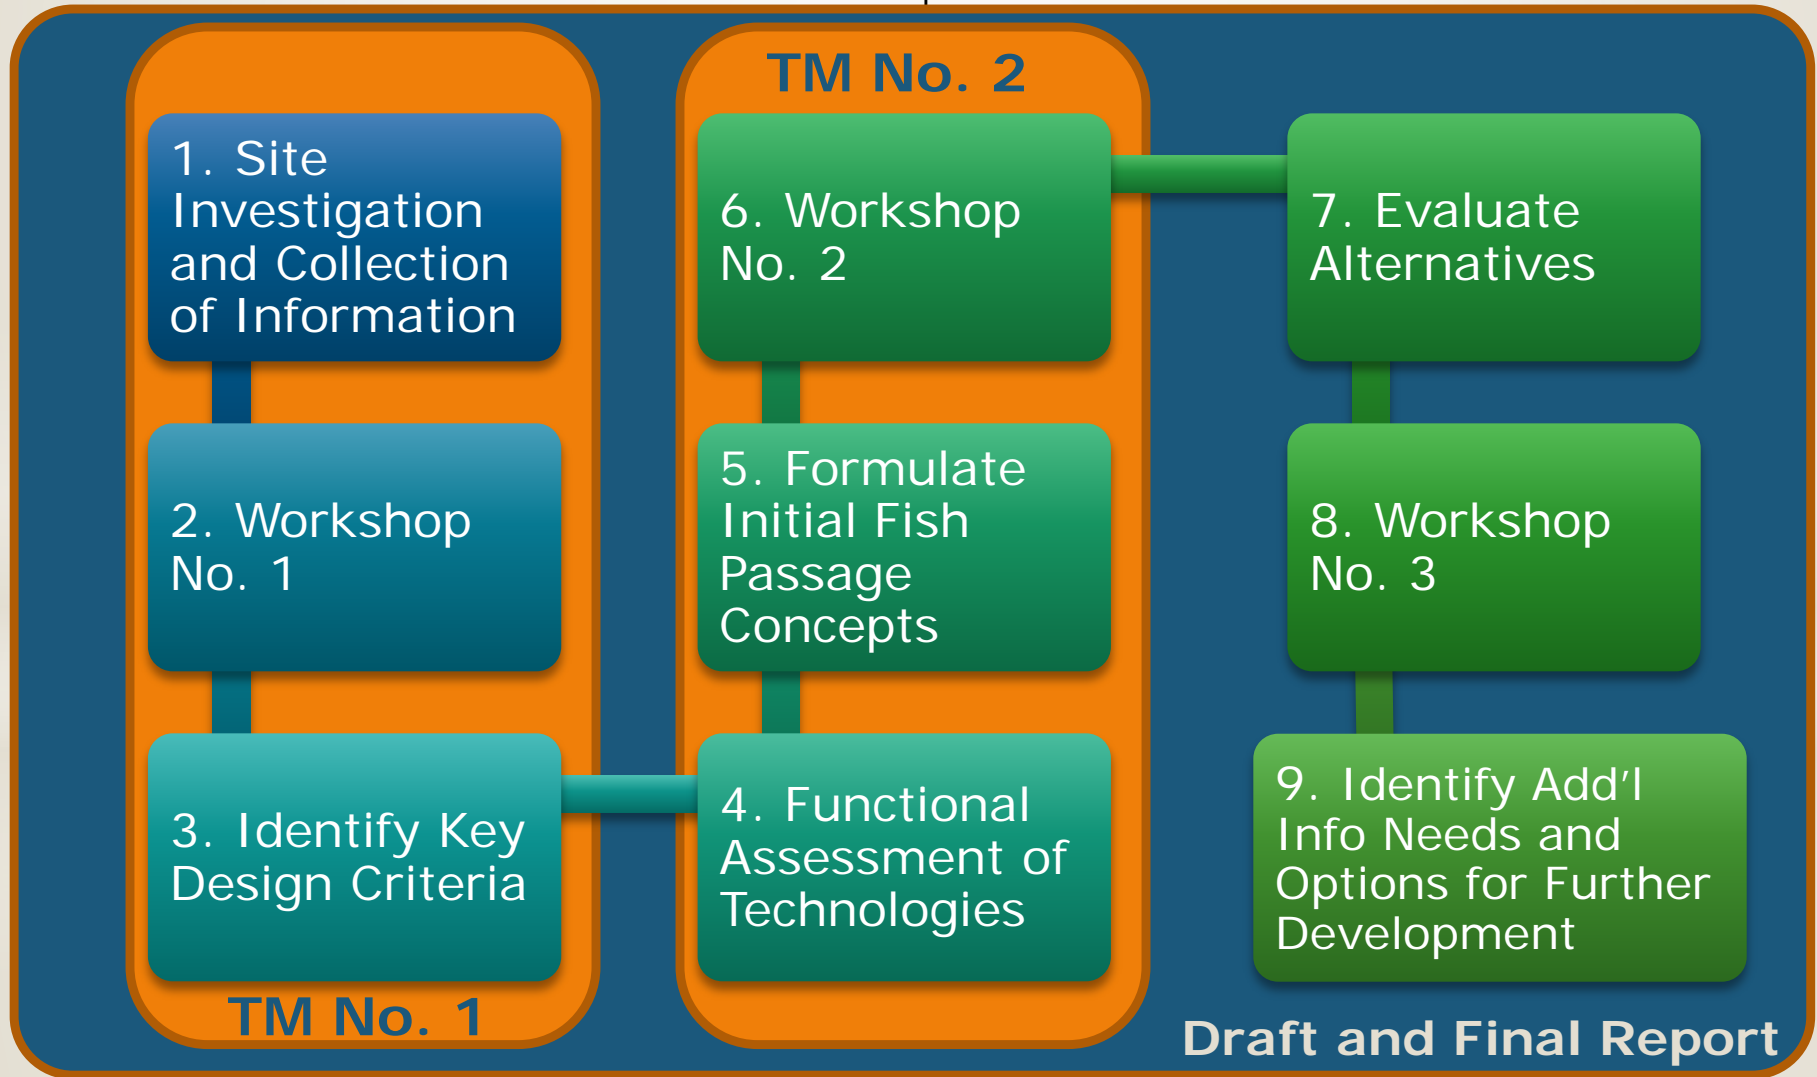 1. Site
Investigation
and Collection
of Information
2. Workshop
No. 1
3. Identify Key
Design Criteria
TM No. 1
TM No. 2
6. Workshop
No. 2
5. Formulate
Initial Fish
Passage
Concepts
4. Functional
Assessment of
Technologies
7. Evaluate
Alternatives
8. Workshop
No. 3
9. Identify Add’l
Info Needs and
Options for Further
Development
Draft and Final Report